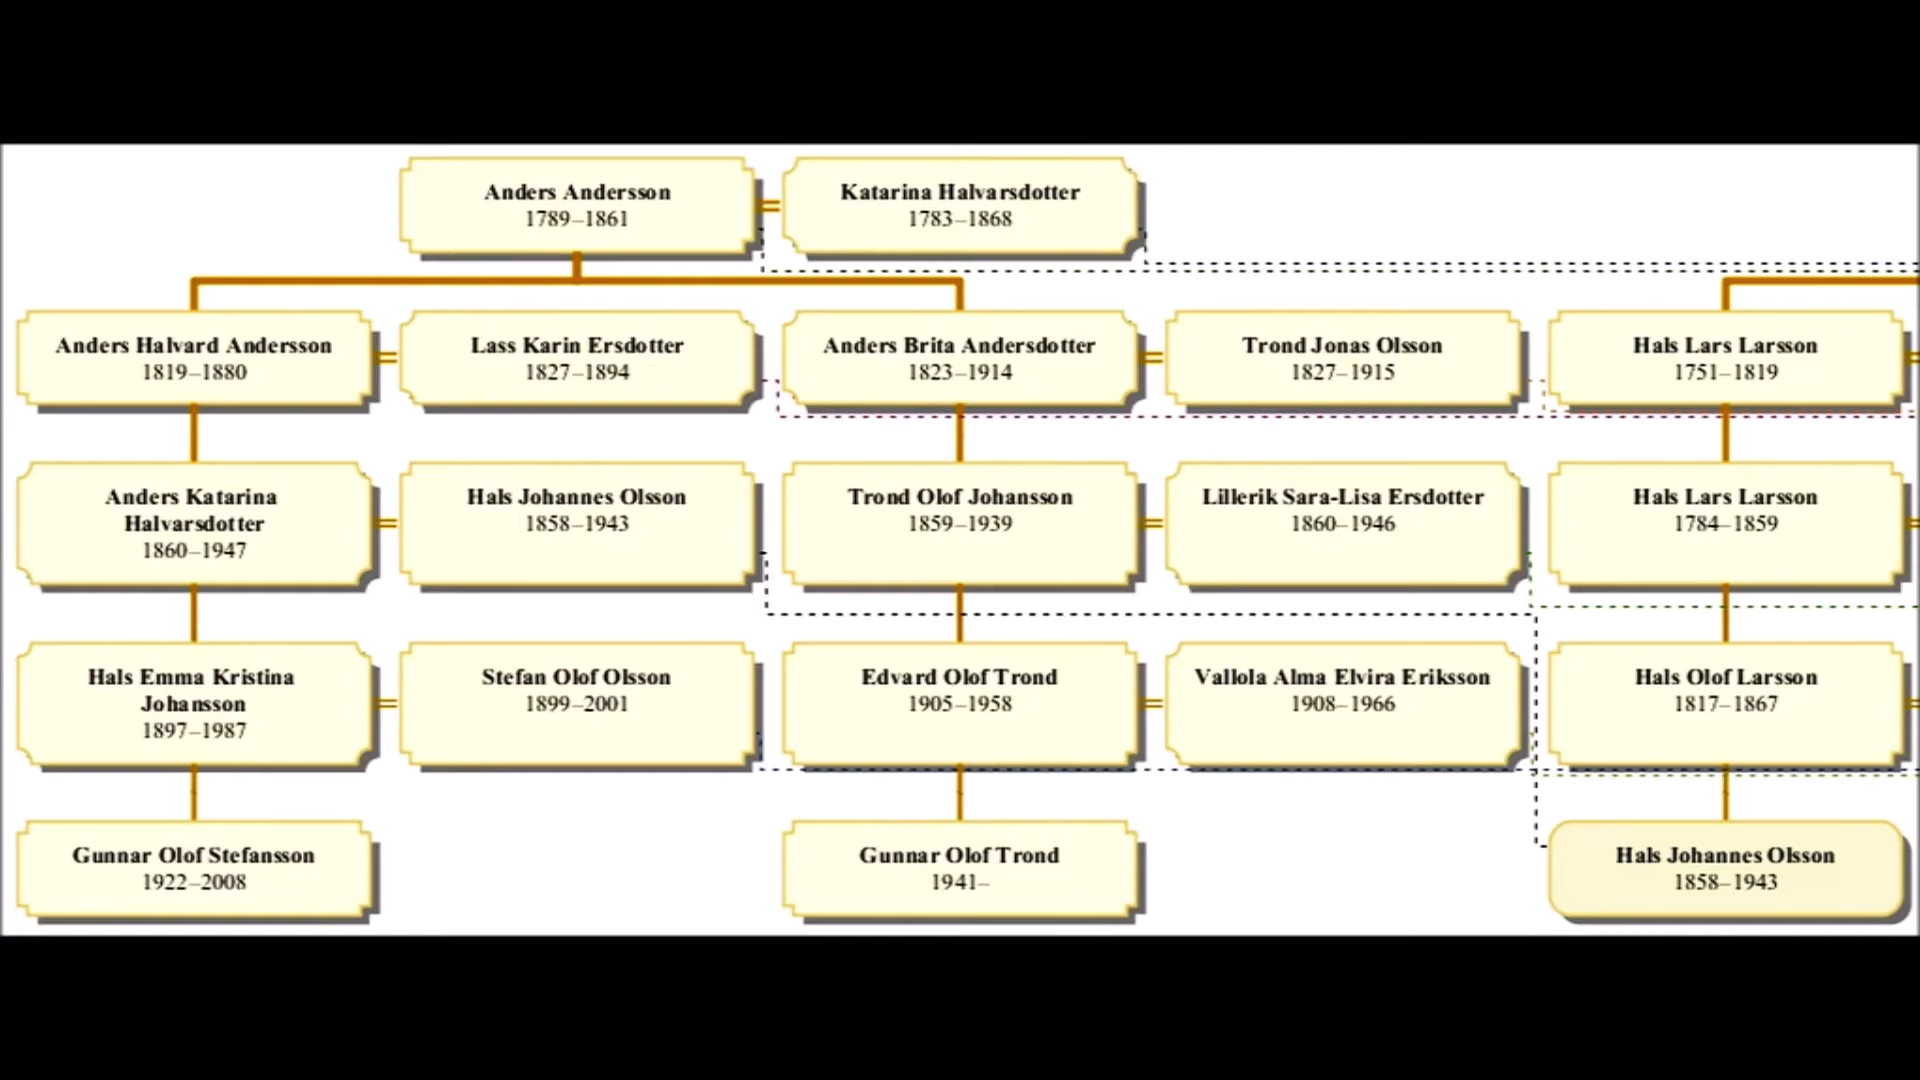 Anders Andersson
1789–1861
Katarina Halvarsdotter
1783–1868
Anders Halvard Andersson
1819–1880
Lass Karin Ersdotter
1827–1894
Anders Brita Andersdotter
1823–1914
Trond Jonas Olsson
1827–1915
Hals Lars Larsson
1751–1819
Anders Katarina
Halvarsdotter
1860–1947
Hals Johannes Olsson
1858–1943
Trond Olof Johansson
1859–1939
Lillerik Sara-Lisa Ersdotter
1860–1946
Hals Lars Larsson
1784–1859
Hals Emma Kristina
Johansson
1897–1987
Stefan Olof Olsson
1899–2001
Edvard Olof Trond
1905–1958
Vallola Alma Elvira Eriksson
1908–1966
Hals Olof Larsson
1817–1867
Gunnar Olof Stefansson
1922–2008
Gunnar Olof Trond
1941–
Hals Johannes Olsson
1858–1943